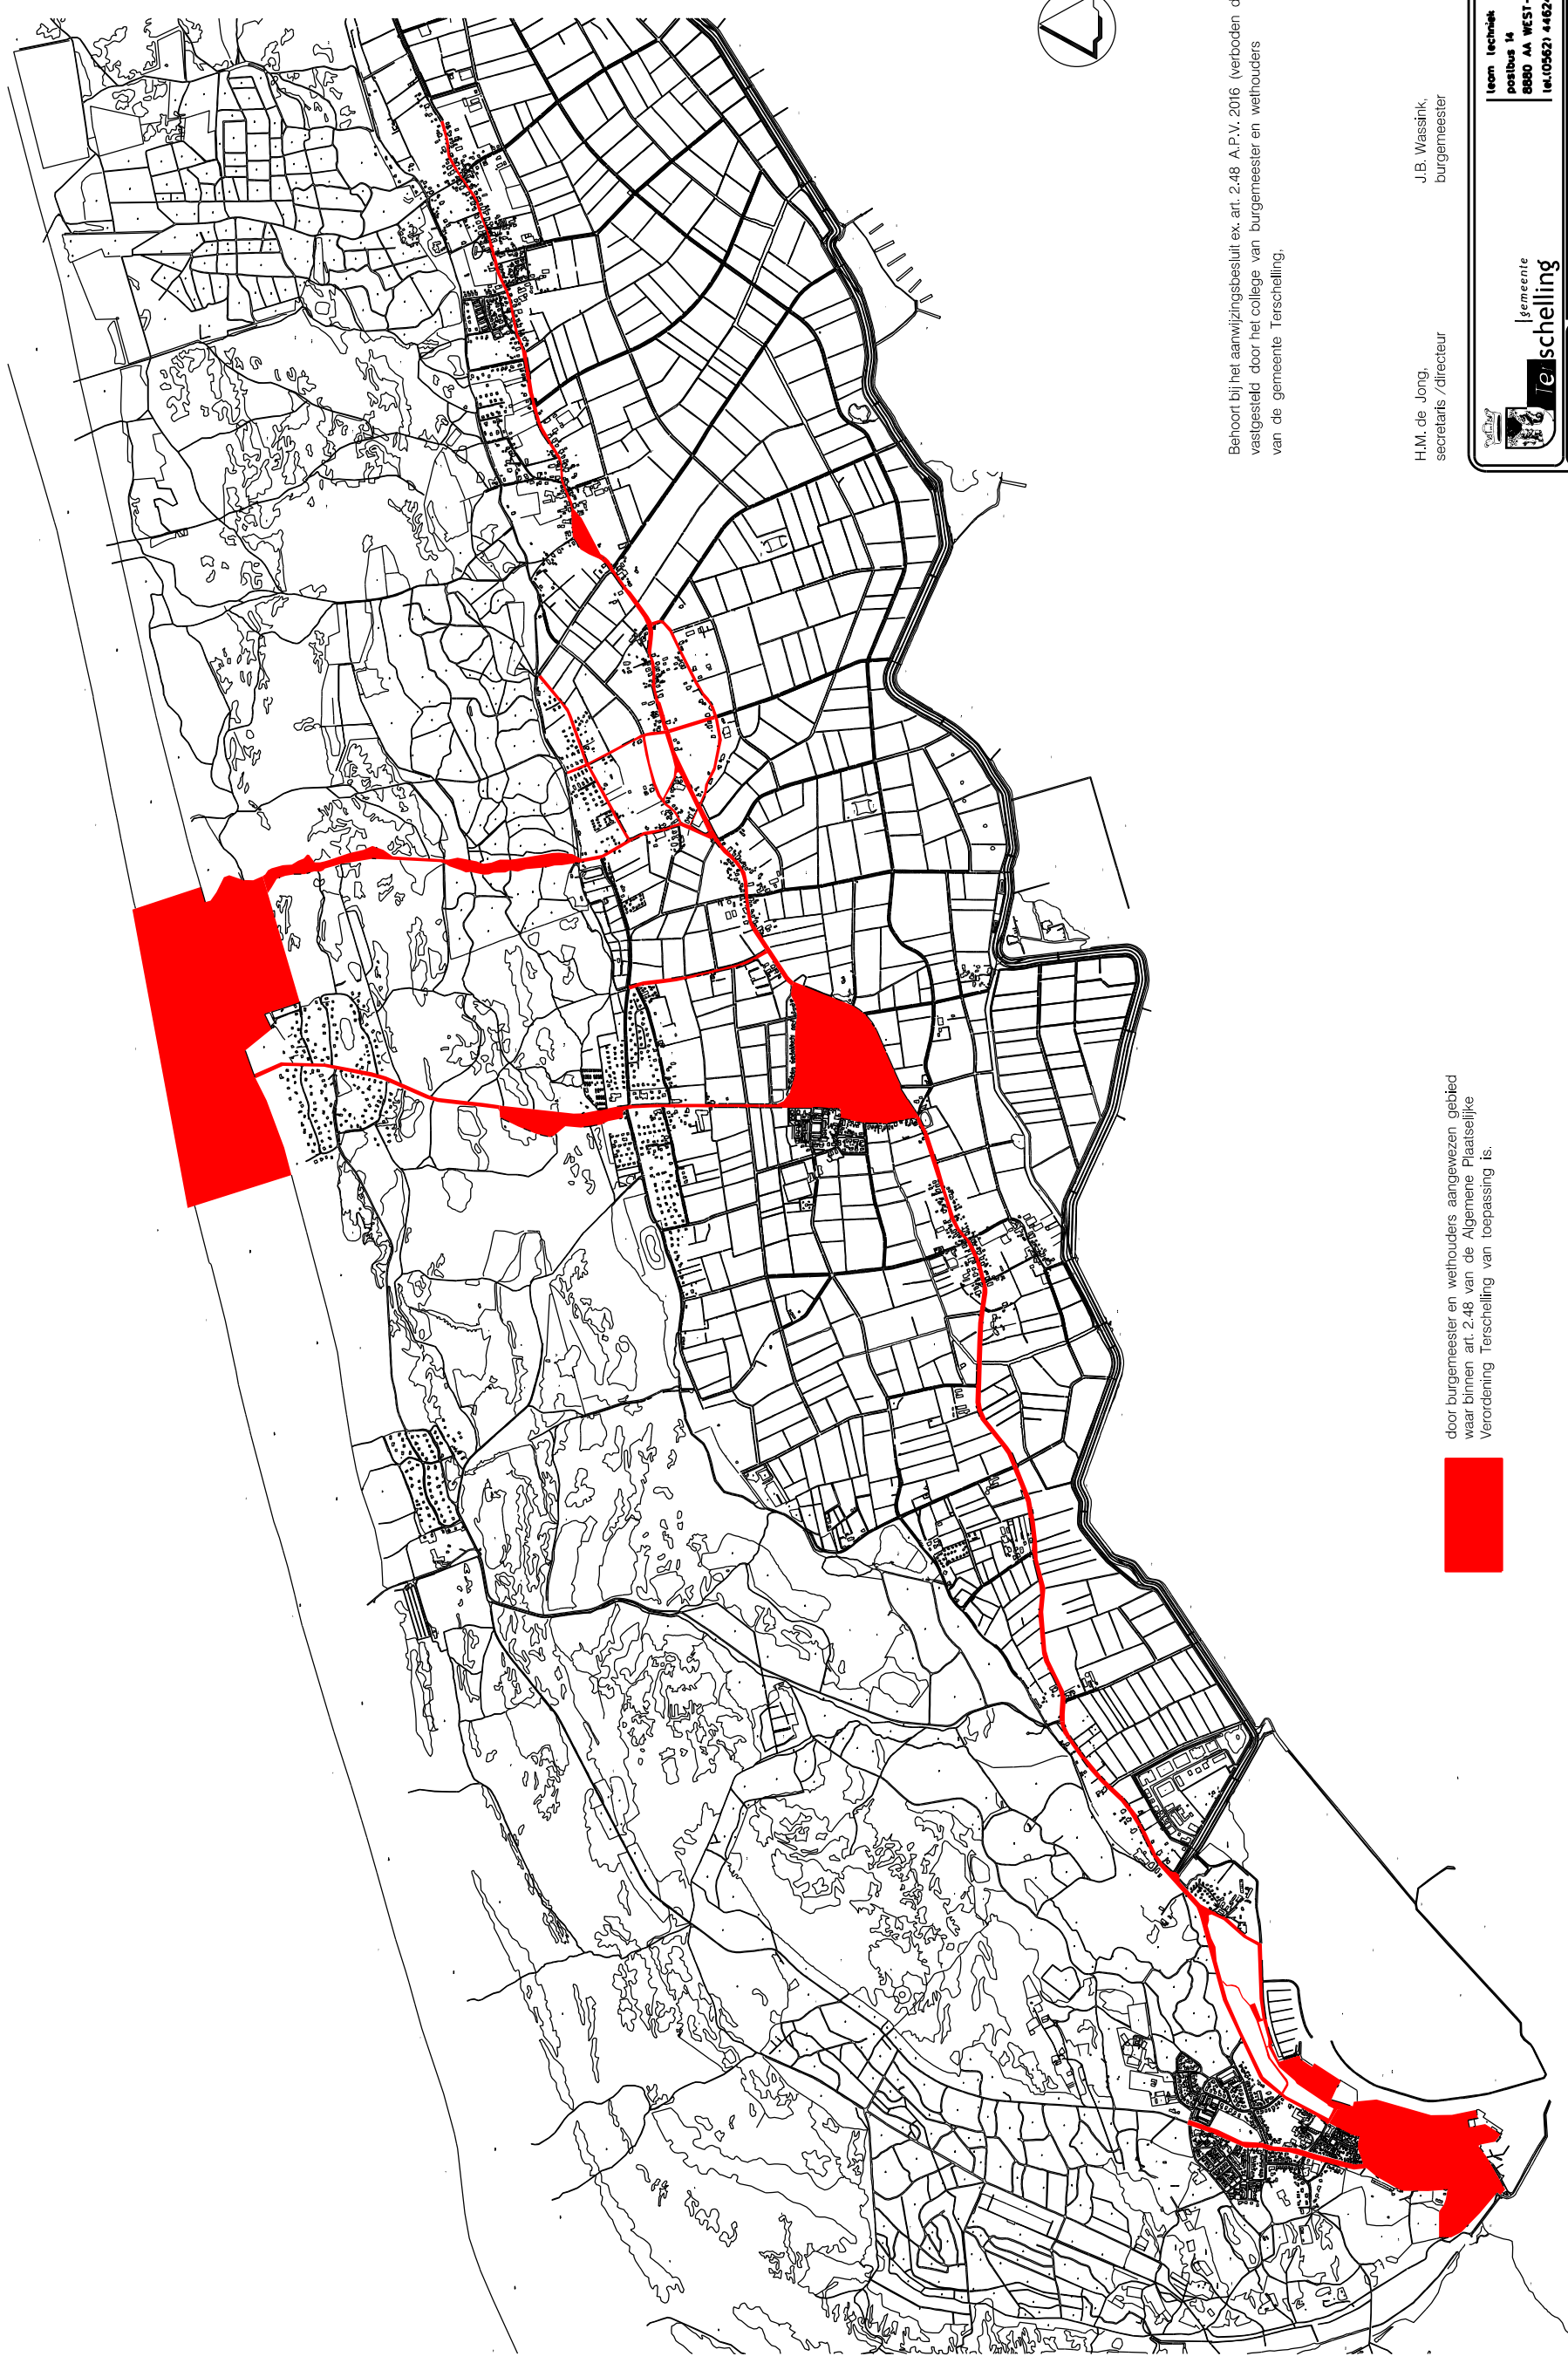 Behoort bij het aanwijzingsbesluit ex. art. 2.48 A.P.V. 2016 (verboden d
vastgesteld door het college van burgemeester en wethouders
van de gemeente Terschelling,
H.M. de Jong,
secretaris / directeur
J.B. Wassink,
burgemeester
gemeente
Terschelling
team techniek
postbus 14
8880 AA WEST-
tel.(0562) 4462
door burgemeester en wethouders aangewezen gebied
waar binnen art. 2.48 van de Algemene Plaatselijke
Verordening Terschelling van toepassing is.